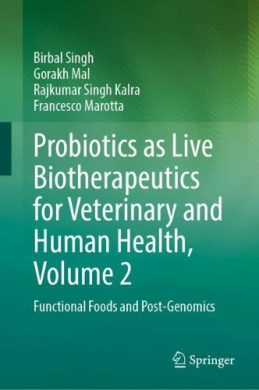 Birbal Singh
Gorakh Mal
Rajkumar Singh Kalra
Francesco Marotta
Probiotics as Live
Biotherapeutics
for Veterinary and
Human Health,
Volume 2
Functional Foods and Post-Genomics
Springer